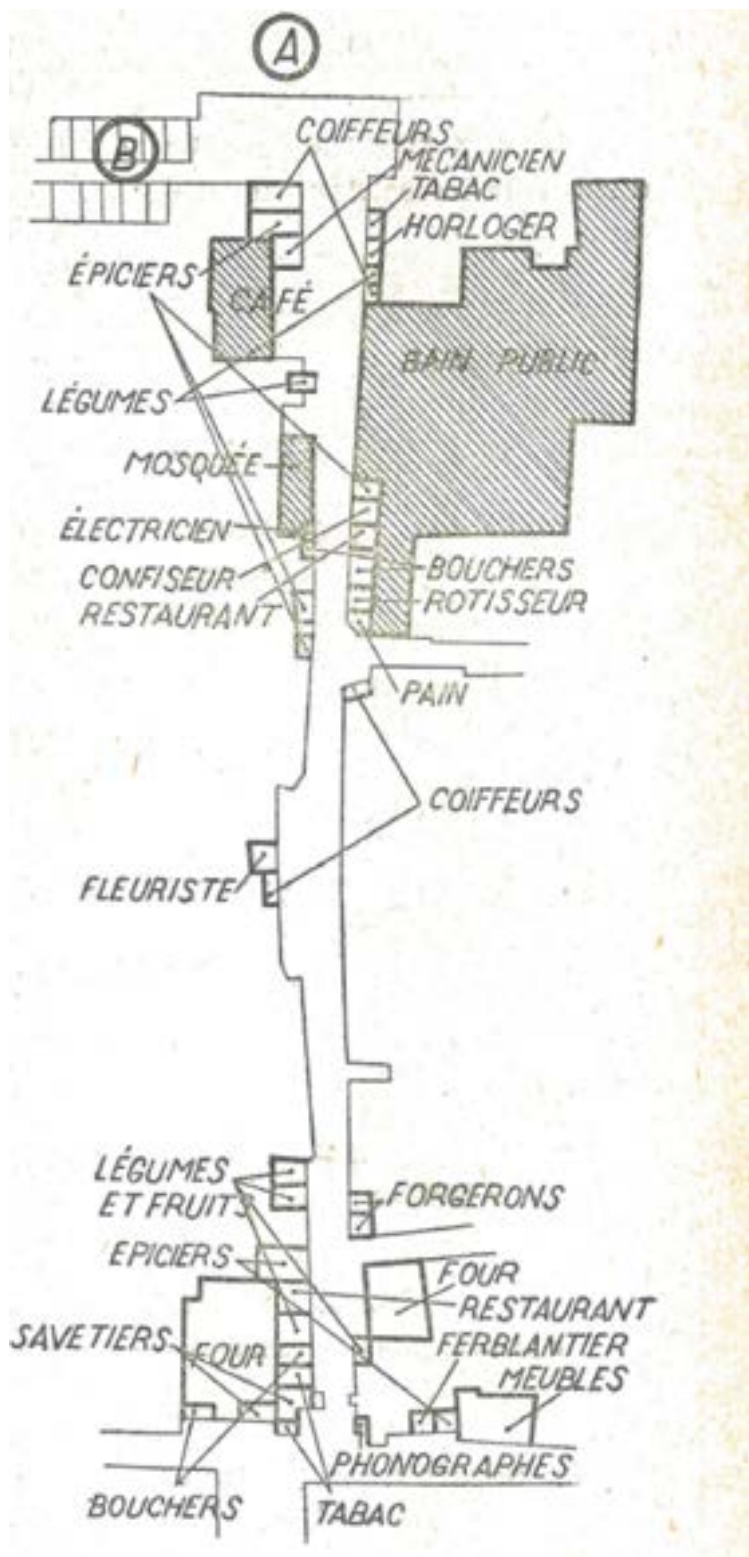 A
B
COIFFEURS
MÉCANICIEN
TABAC
HORLOGER
ÉPICIERS
CAFÉ
BAIN PUBLIC
LÉGUMES
MOSQUÉE
ÉLECTRICIEN
CONFISEUR
BOUCHERS
RESTAURANT
ROTISSEUR
PAIN
COIFFEURS
FLEURISTE
LÉGUMES
ET FRUITS
FORGERONS
EPICIERS
FOUR
RESTAURANT
SAVETIERS
FOUR
FERBLANTIER
MEUBLES
PHONOGRAPHES
BOUCHERS
TABAC